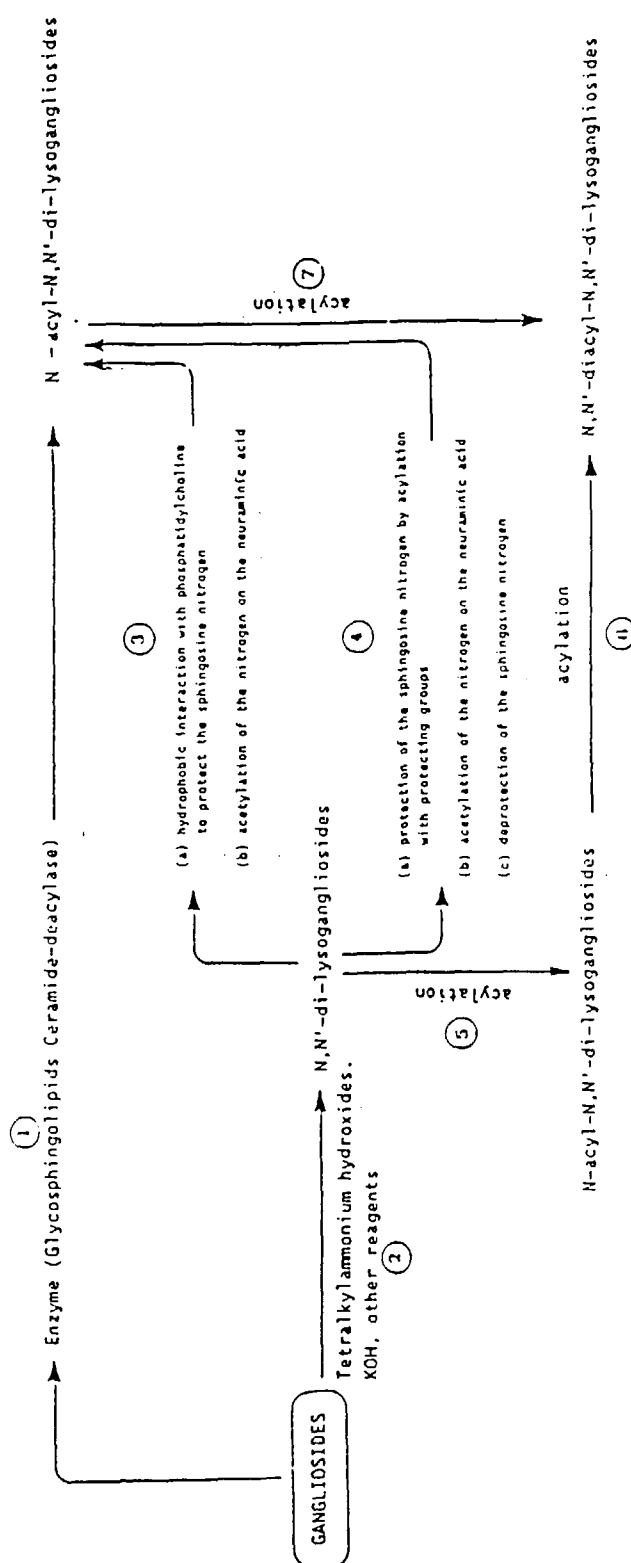 GANGLIOSIDES
1
Enzyme (Glycosphingolipids Ceramide-deacylase)
N - acyl-N,N'-di-lysogangliosides
2
Tetralkylammonium hydroxides.
KOH, other reagents
N,N'-di-lysogangliosides
3
(a) hydrophobic interaction with phosphatidylcholine
to protect the sphingosine nitrogen
(b) acetylation of the nitrogen on the neuraminic acid
4
(a) protection of the sphingosine nitrogen by acylation
with protecting groups
(b) acetylation of the nitrogen on the neuraminic acid
(c) deprotection of the sphingosine nitrogen
acylation
7
acylation
5
N-acyl-N,N'-di-lysogangliosides
acylation
N,N'-diacyl-N,N'-di-lysogangliosides